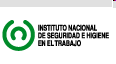 INSTITUTO NACIONAL
DE SEGURIDAD E HIGIENE
EN EL TRABAJO